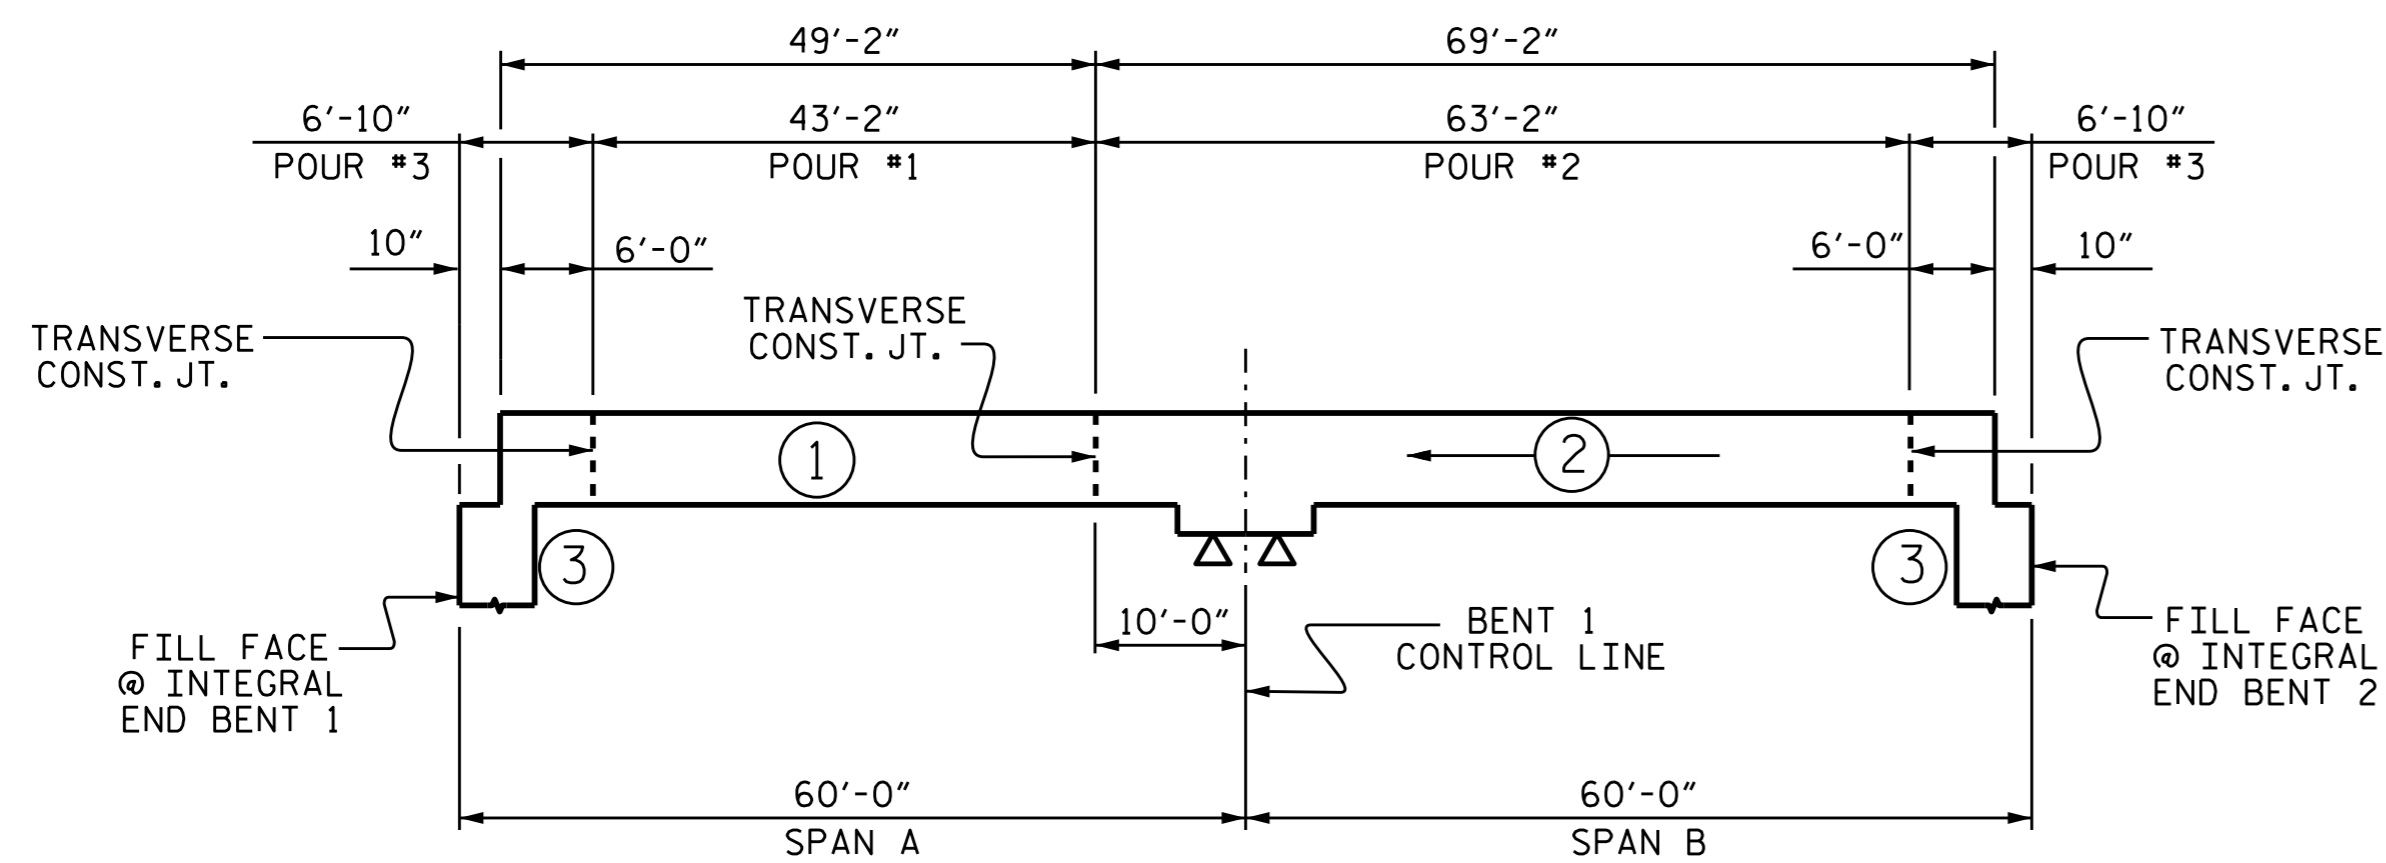 49'-2" 69'-2"
6'-10" 43'-2" 63'-2" 6'-10"
POUR #3 POUR #1 POUR #2 POUR #3
10" 6'-0" 6'-0" 10"
TRANSVERSE
CONST. JT.
TRANSVERSE
CONST. JT.
TRANSVERSE
CONST. JT.
1 2
3 3
10'-0"
BENT 1
CONTROL LINE
FILL FACE
@ INTEGRAL
END BENT 1
FILL FACE
@ INTEGRAL
END BENT 2
60'-0" 60'-0"
SPAN A SPAN B